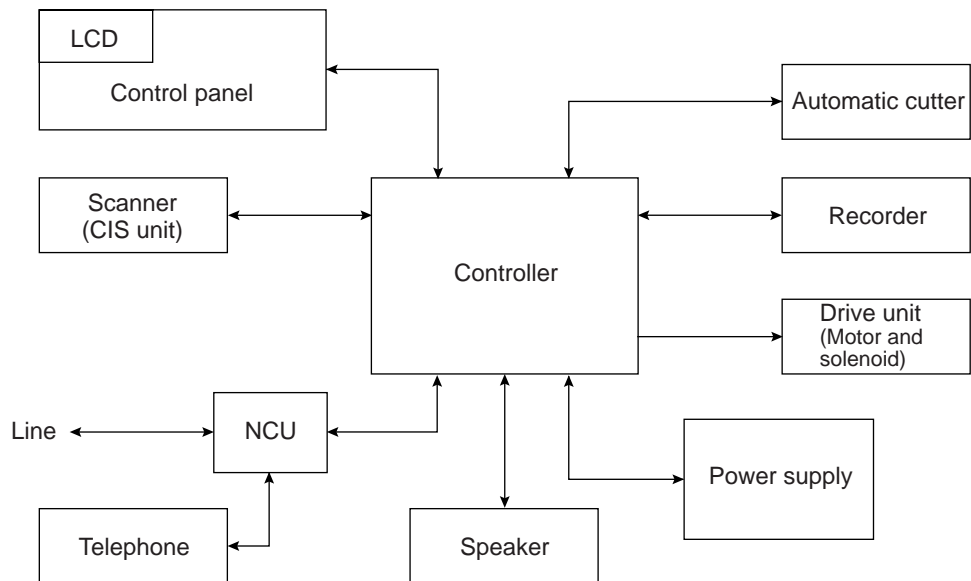 LCD
Control panel
Automatic cutter
Scanner
(CIS unit)
Recorder
Controller
Drive unit
(Motor and
solenoid)
Line
NCU
Power supply
Telephone
Speaker